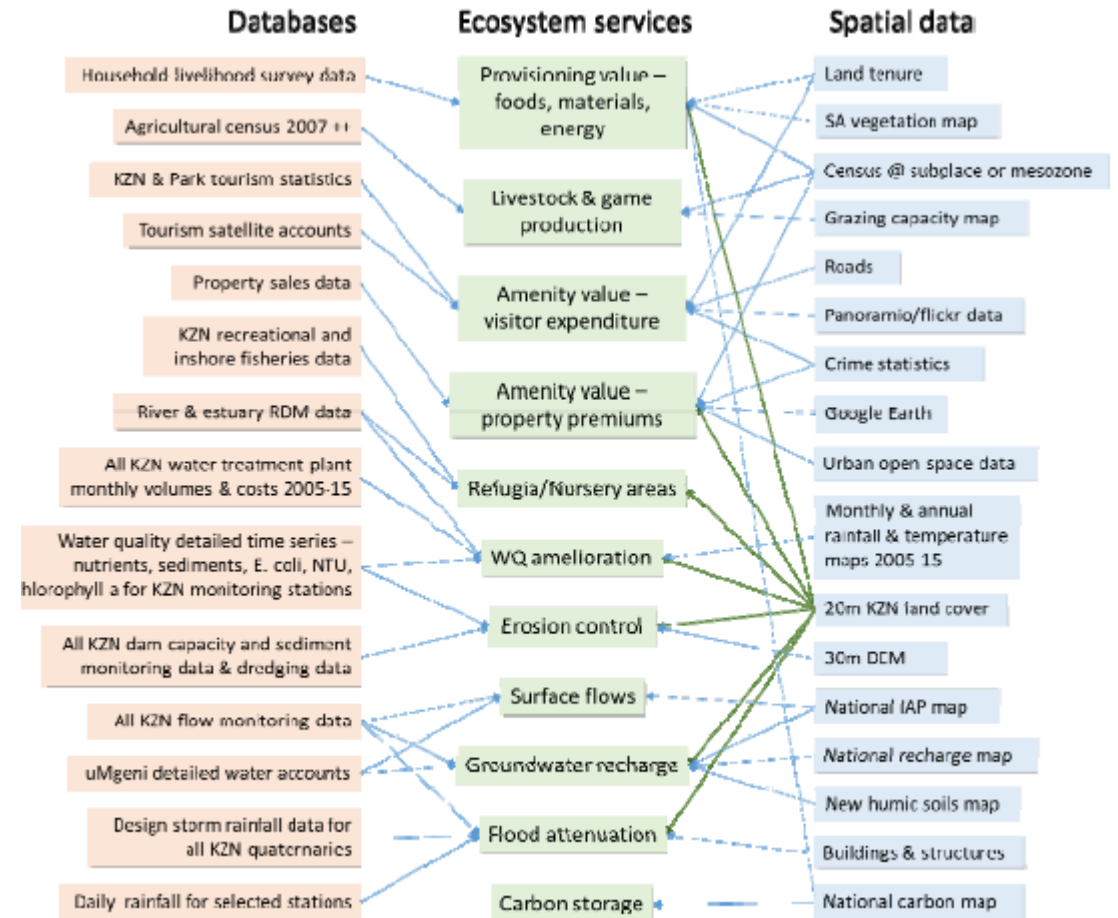 Databases
Ecosystem services
Spatial data
Household livelihood survey data
Agricultural census 2007 ++
KZN & Park tourism statistics
Tourism satellite accounts
Property sales data
KZN recreational and
inshore fisheries data
River & estuary RDM data
All KZN water treatment plant
monthly volumes & costs 2005-15
Water quality detailed time series –
nutrients, sediments, E. coli, NTU,
hlorophyll a for KZN monitoring stations
All KZN dam capacity and sediment
monitoring data & dredging data
All KZN flow monitoring data
uMgeni detailed water accounts
Design storm rainfall data for
all KZN quaternaries
Daily rainfall for selected stations
Provisioning value –
foods, materials,
energy
Livestock & game
production
Amenity value –
visitor expenditure
Amenity value –
property premiums
Refugia/Nursery areas
WQ amelioration
Erosion control
Surface flows
Groundwater recharge
Flood attenuation
Carbon storage
Land tenure
SA vegetation map
Census @ subplace or mesozone
Grazing capacity map
Roads
Panoramio/flickr data
Crime statistics
Google Earth
Urban open space data
Monthly & annual
rainfall & temperature
maps 2005-15
20m KZN land cover
30m DEM
National IAP map
National recharge map
New humic soils map
Buildings & structures
National carbon map